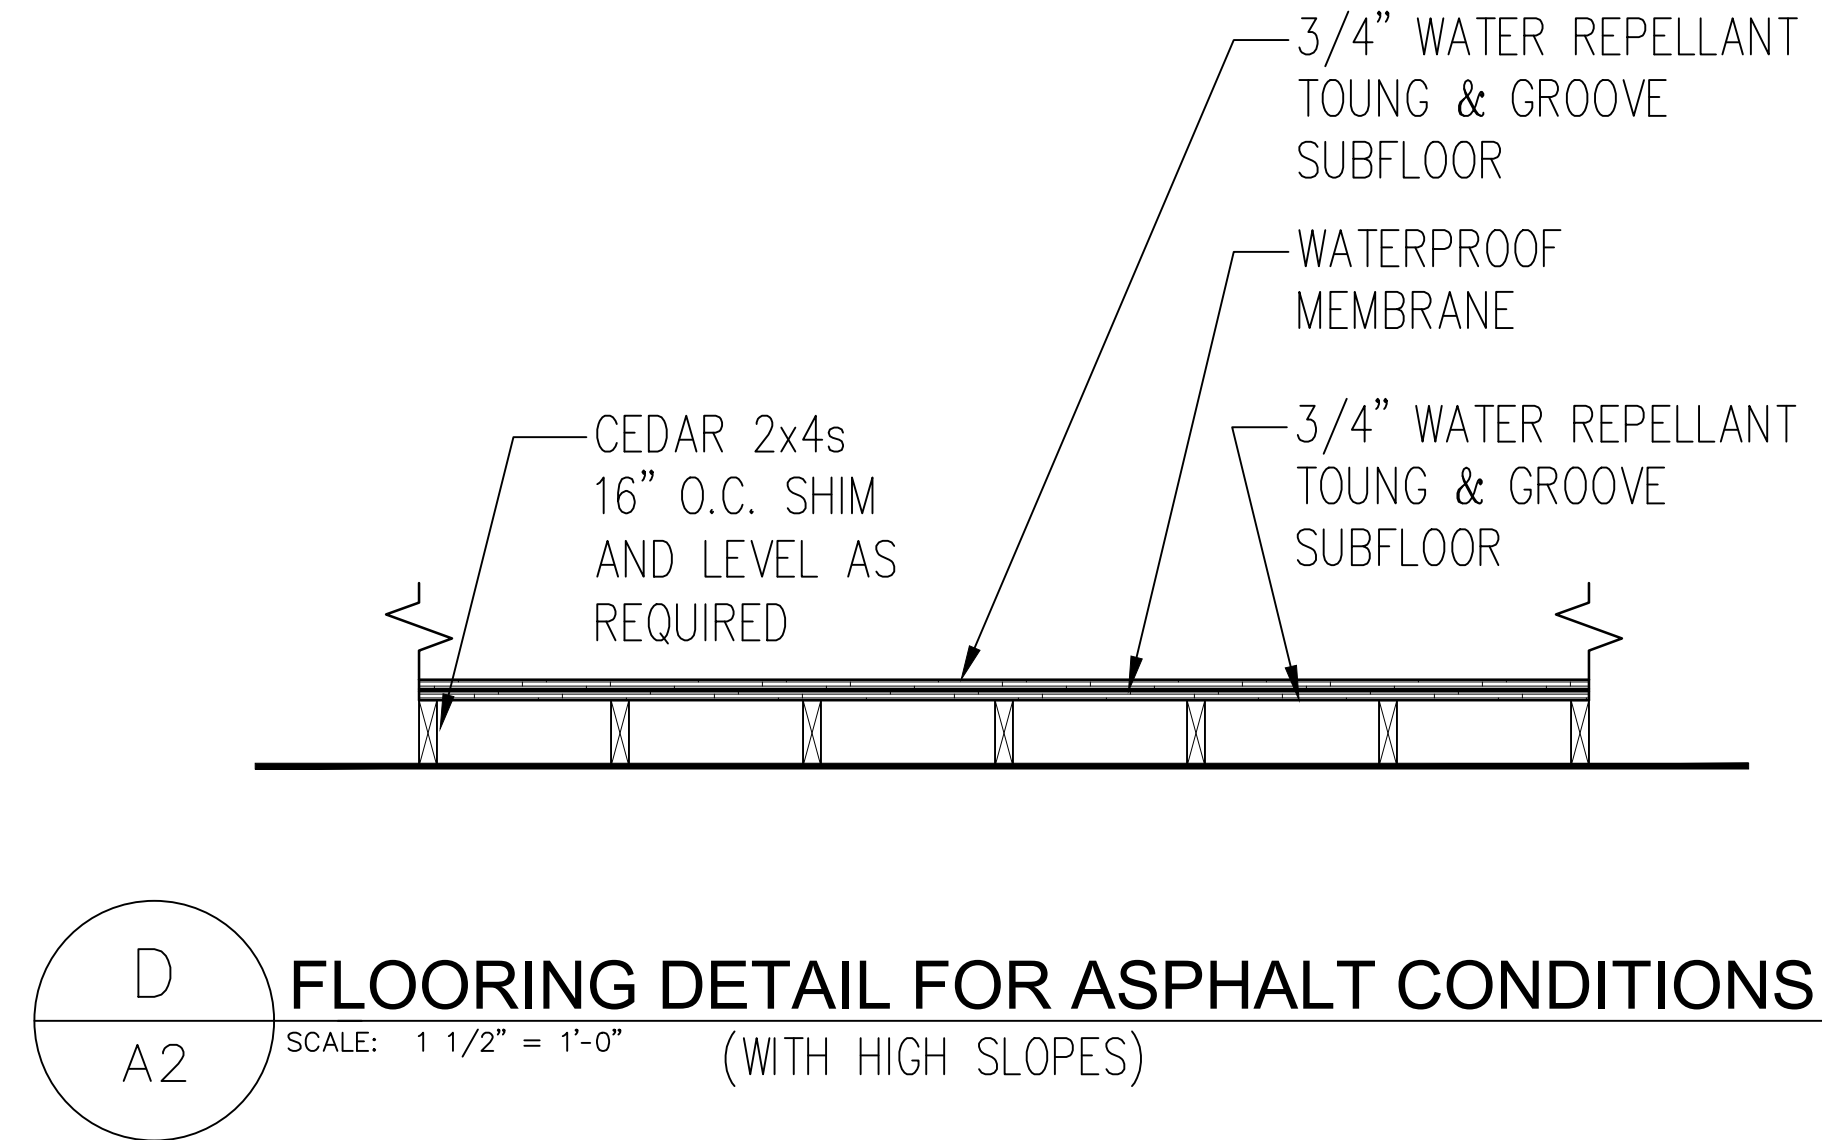 3/4” WATER REPELLANT
TOUNG & GROOVE
SUBFLOOR
WATERPROOF
MEMBRANE
3/4” WATER REPELLANT
TOUNG & GROOVE
SUBFLOOR
CEDAR 2x4s
16” O.C. SHIM
AND LEVEL AS
REQUIRED
D
A2
FLOORING DETAIL FOR ASPHALT CONDITIONS
SCALE: 1 1/2” = 1'-0”
(WITH HIGH SLOPES)